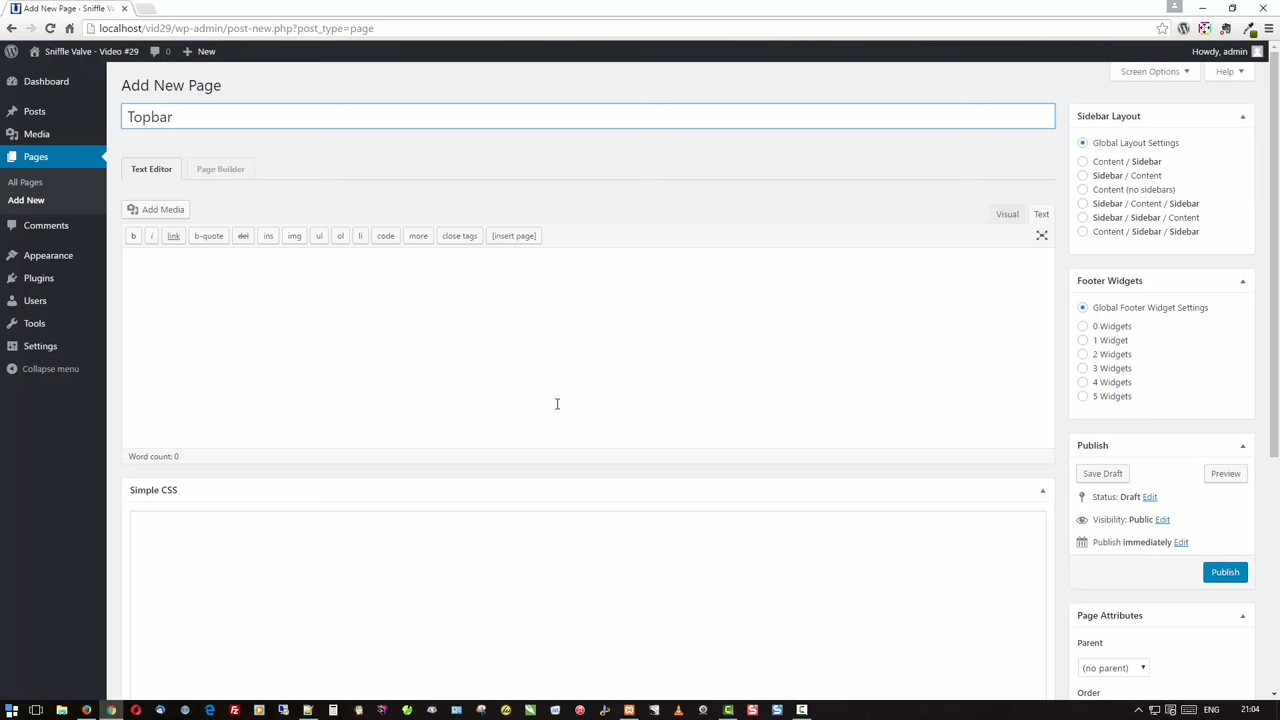 Add New Page - Sniffle Va
localhost/vid29/wp-admin/post-new.php?post_type=page
Sniffle Valve - Video #29
0
New
Howdy, admin
Dashboard
Posts
Media
Pages
All Pages
Add New
Comments
Appearance
Plugins
Users
Tools
Settings
Collapse menu
Screen Options
Help
Add New Page
Topbar
Text Editor
Page Builder
Add Media
Visual
Text
b
i
link
b-quote
del
ins
img
ul
ol
li
code
more
close tags
[insert page]
Word count: 0
Simple CSS
Sidebar Layout
Global Layout Settings
Content / Sidebar
Sidebar / Content
Content (no sidebars)
Sidebar / Content / Sidebar
Sidebar / Sidebar / Content
Content / Sidebar / Sidebar
Footer Widgets
Global Footer Widget Settings
0 Widgets
1 Widget
2 Widgets
3 Widgets
4 Widgets
5 Widgets
Publish
Save Draft
Preview
Status: Draft Edit
Visibility: Public Edit
Publish immediately Edit
Publish
Page Attributes
Parent
(no parent)
Order
ENG
21:04